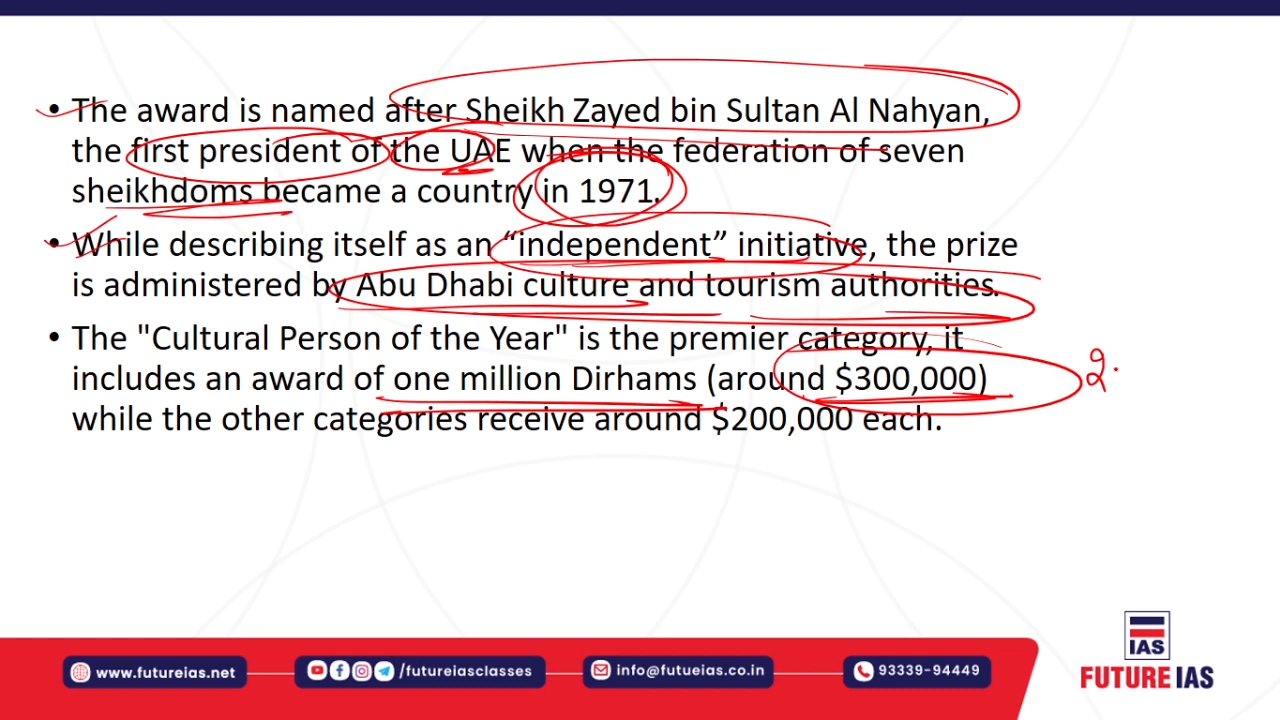 • The award is named after Sheikh Zayed bin Sultan Al Nahyan,
the first president of the UAE when the federation of seven
sheikhdoms became a country in 1971.
• While describing itself as an “independent” initiative, the prize
is administered by Abu Dhabi culture and tourism authorities.
• The "Cultural Person of the Year" is the premier category, it
includes an award of one million Dirhams (around $300,000)
2.
while the other categories receive around $200,000 each.
IAS
FUTURE IAS
www.futureias.net
/futureiasclasses
info@futueias.co.in
93339-94449